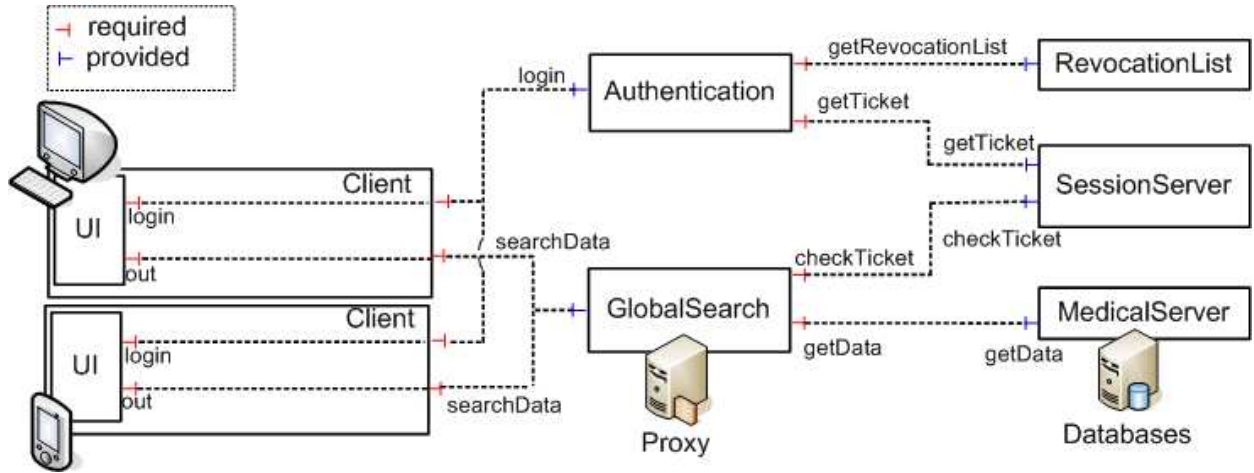 required
provided
login
Authentication
getRevocationList
RevocationList
getTicket
getTicket
SessionServer
checkTicket
checkTicket
Client
UI
login
out
searchData
GlobalSearch
getData
getData
MedicalServer
Client
UI
login
out
searchData
Proxy
Databases